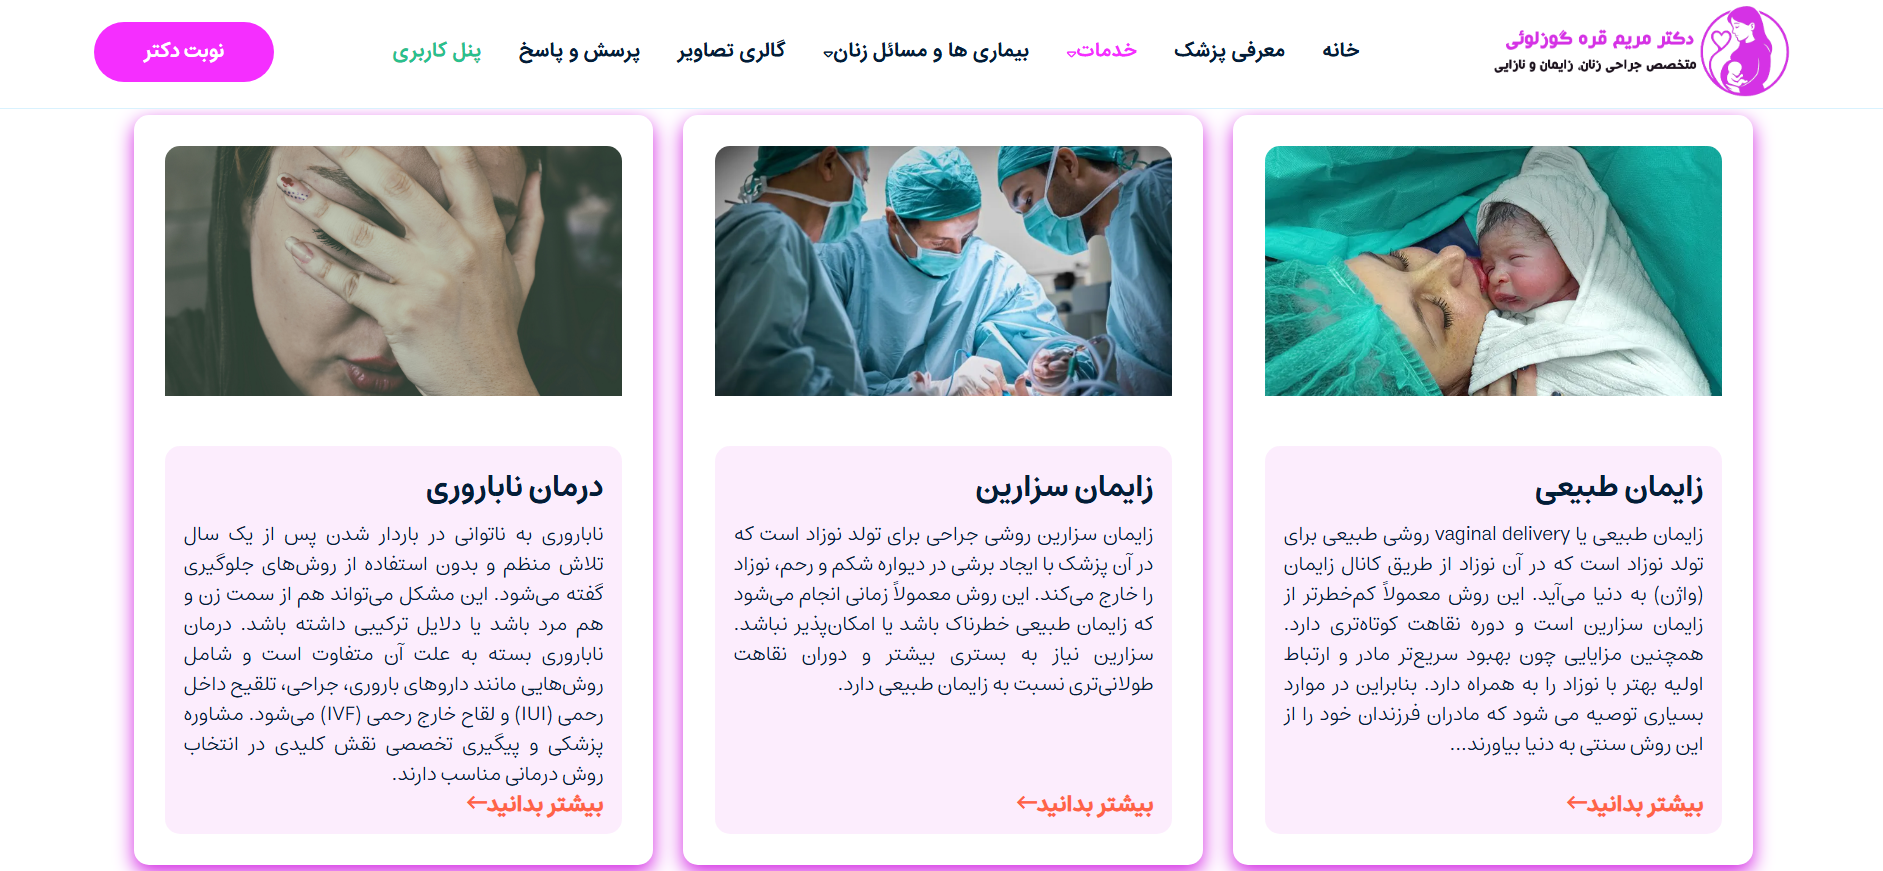 دکتر مریم قره گوزلوئی
متخصص جراحی زنان، زایمان و نازایی
خانه
معرفی پزشک
خدمات
بیماری ها و مسائل زنان
گالری تصاویر
پرسش و پاسخ
پنل کاربری
نوبت دکتر
زایمان طبیعی
زایمان طبیعی یا vaginal delivery روشی طبیعی برای
تولد نوزاد است که در آن نوزاد از طریق کانال زایمان
(واژن) به دنیا می‌آید. این روش معمولاً کم‌خطرتر از
زایمان سزارین است و دوره نقاهت کوتاه‌تری دارد.
همچنین مزایایی چون بهبود سریع‌تر مادر و ارتباط
اولیه بهتر با نوزاد را به همراه دارد. بنابراین در موارد
بسیاری توصیه می شود که مادران فرزندان خود را از
این روش سنتی به دنیا بیاورند...
بیشتر بدانید←
زایمان سزارین
زایمان سزارین روشی جراحی برای تولد نوزاد است که
در آن پزشک با ایجاد برشی در دیواره شکم و رحم، نوزاد
را خارج می‌کند. این روش معمولاً زمانی انجام می‌شود
که زایمان طبیعی خطرناک باشد یا امکان‌پذیر نباشد.
سزارین نیاز به بستری بیشتر و دوران نقاهت
طولانی‌تری نسبت به زایمان طبیعی دارد.
بیشتر بدانید←
درمان ناباروری
ناباروری به ناتوانی در باردار شدن پس از یک سال
تلاش منظم و بدون استفاده از روش‌های جلوگیری
گفته می‌شود. این مشکل می‌تواند هم از سمت زن و
هم مرد باشد یا دلایل ترکیبی داشته باشد. درمان
ناباروری بسته به علت آن متفاوت است و شامل
روش‌هایی مانند داروهای باروری، جراحی، تلقیح داخل
رحمی (IUI) و لقاح خارج رحمی (IVF) می‌شود. مشاوره
پزشکی و پیگیری تخصصی نقش کلیدی در انتخاب
روش درمانی مناسب دارند.
بیشتر بدانید←